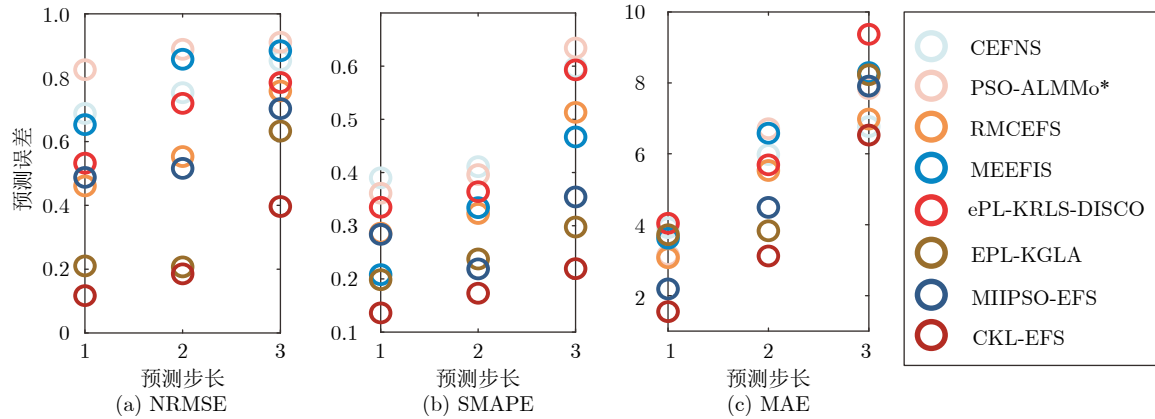 预测误差
1.0
0.8
0.6
0.4
0.2
0
1 2 3
预测步长
(a) NRMSE
0.6
0.5
0.4
0.3
0.2
0.1
1 2 3
预测步长
(b) SMAPE
10
8
6
4
2
1 2 3
预测步长
(c) MAE
CEFNS
PSO-ALMMo*
RMCEFS
MEEFIS
ePL-KRLS-DISCO
EPL-KGLA
MIIPSO-EFS
CKL-EFS